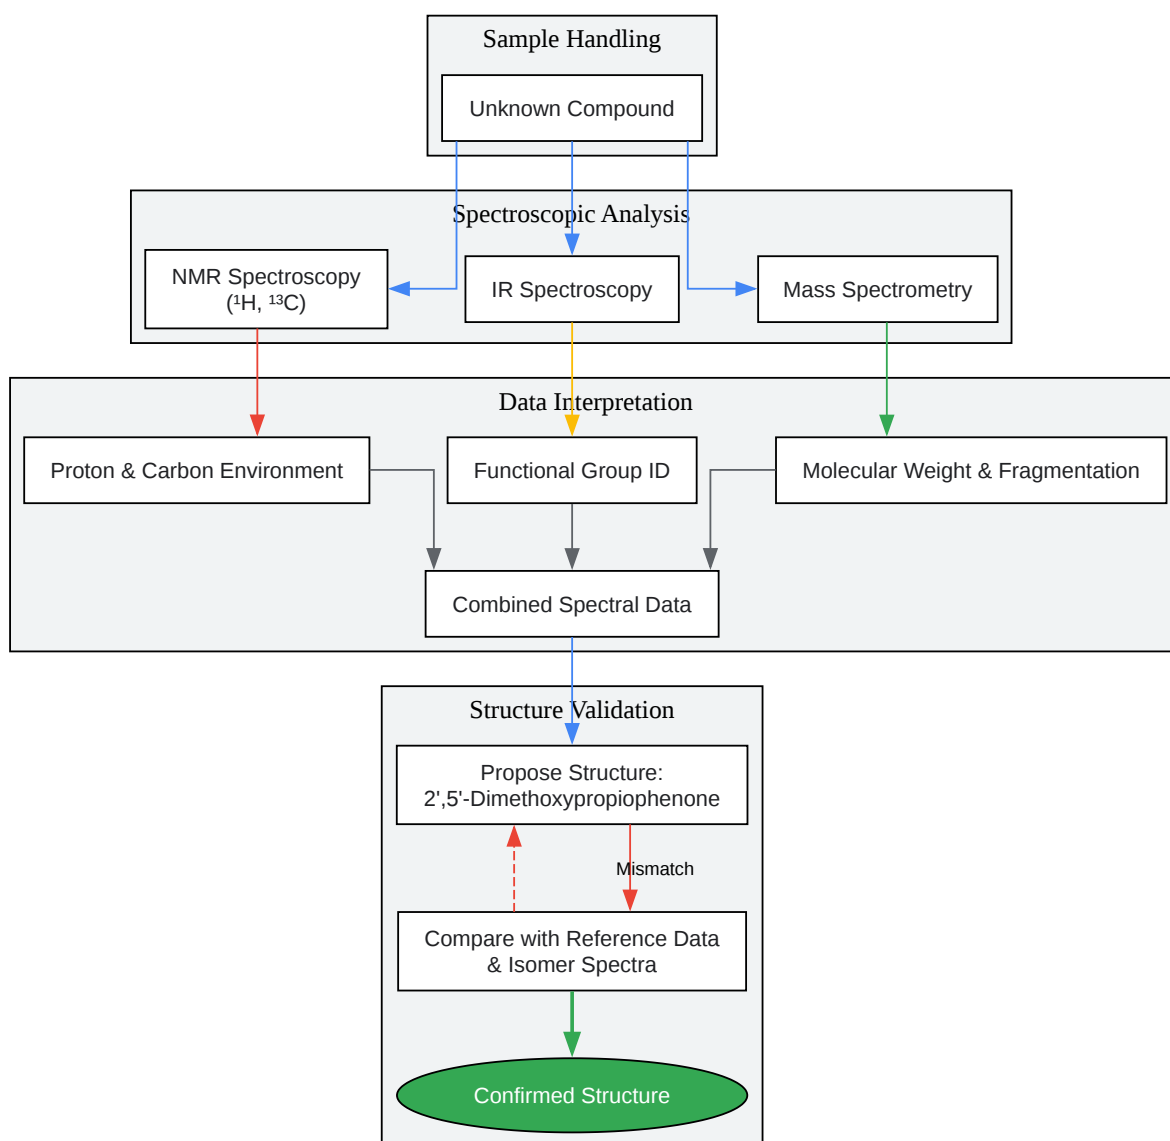 Sample Handling
Unknown Compound
Spectroscopic Analysis
NMR Spectroscopy
(¹H, ¹³C)
IR Spectroscopy
Mass Spectrometry
Data Interpretation
Proton & Carbon Environment
Functional Group ID
Molecular Weight & Fragmentation
Combined Spectral Data
Structure Validation
Propose Structure:
2',5'-Dimethoxypropiophenone
Mismatch
Compare with Reference Data
& Isomer Spectra
Confirmed Structure